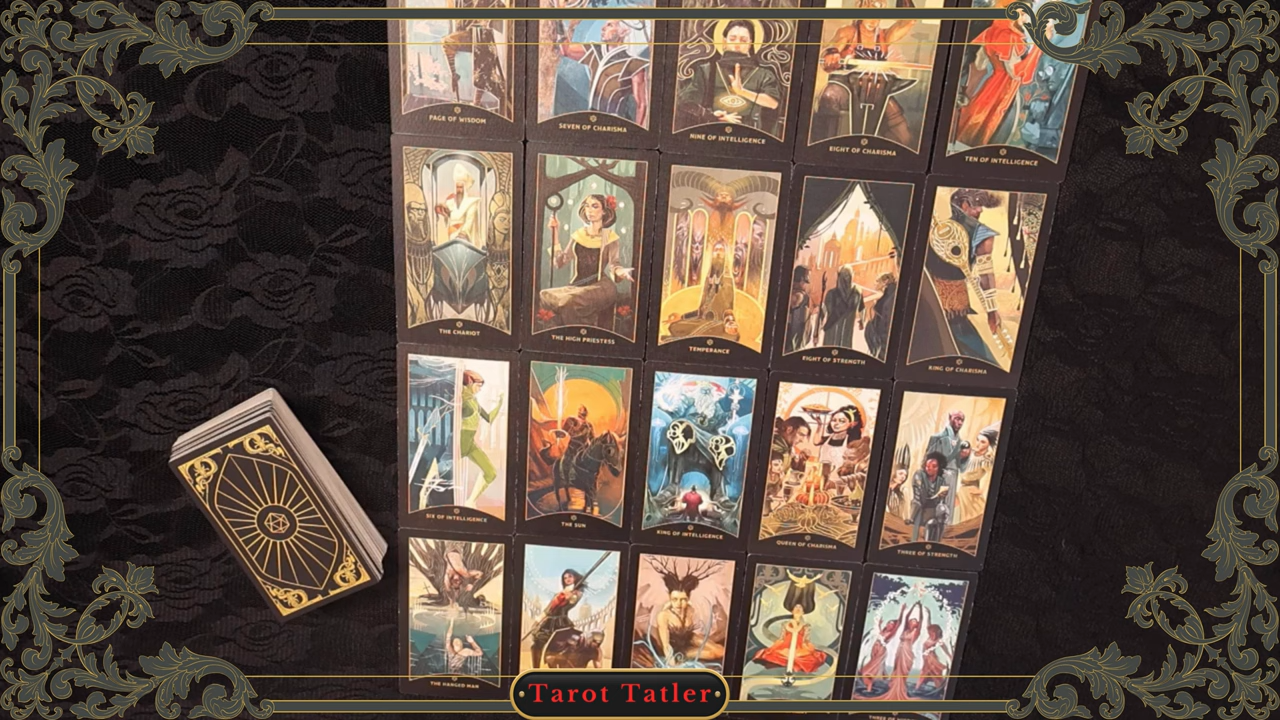 PAGE OF WISDOM
SEVEN OF CHARISMA
NINE OF INTELLIGENCE
EIGHT OF CHARISMA
TEN OF INTELLIGENCE
THE CHARIOT
THE HIGH PRIESTESS
TEMPERANCE
EIGHT OF STRENGTH
KING OF CHARISMA
SIX OF INTELLIGENCE
THE SUN
KING OF INTELLIGENCE
QUEEN OF CHARISMA
THREE OF STRENGTH
THE HANGED MAN
Tarot Tatler